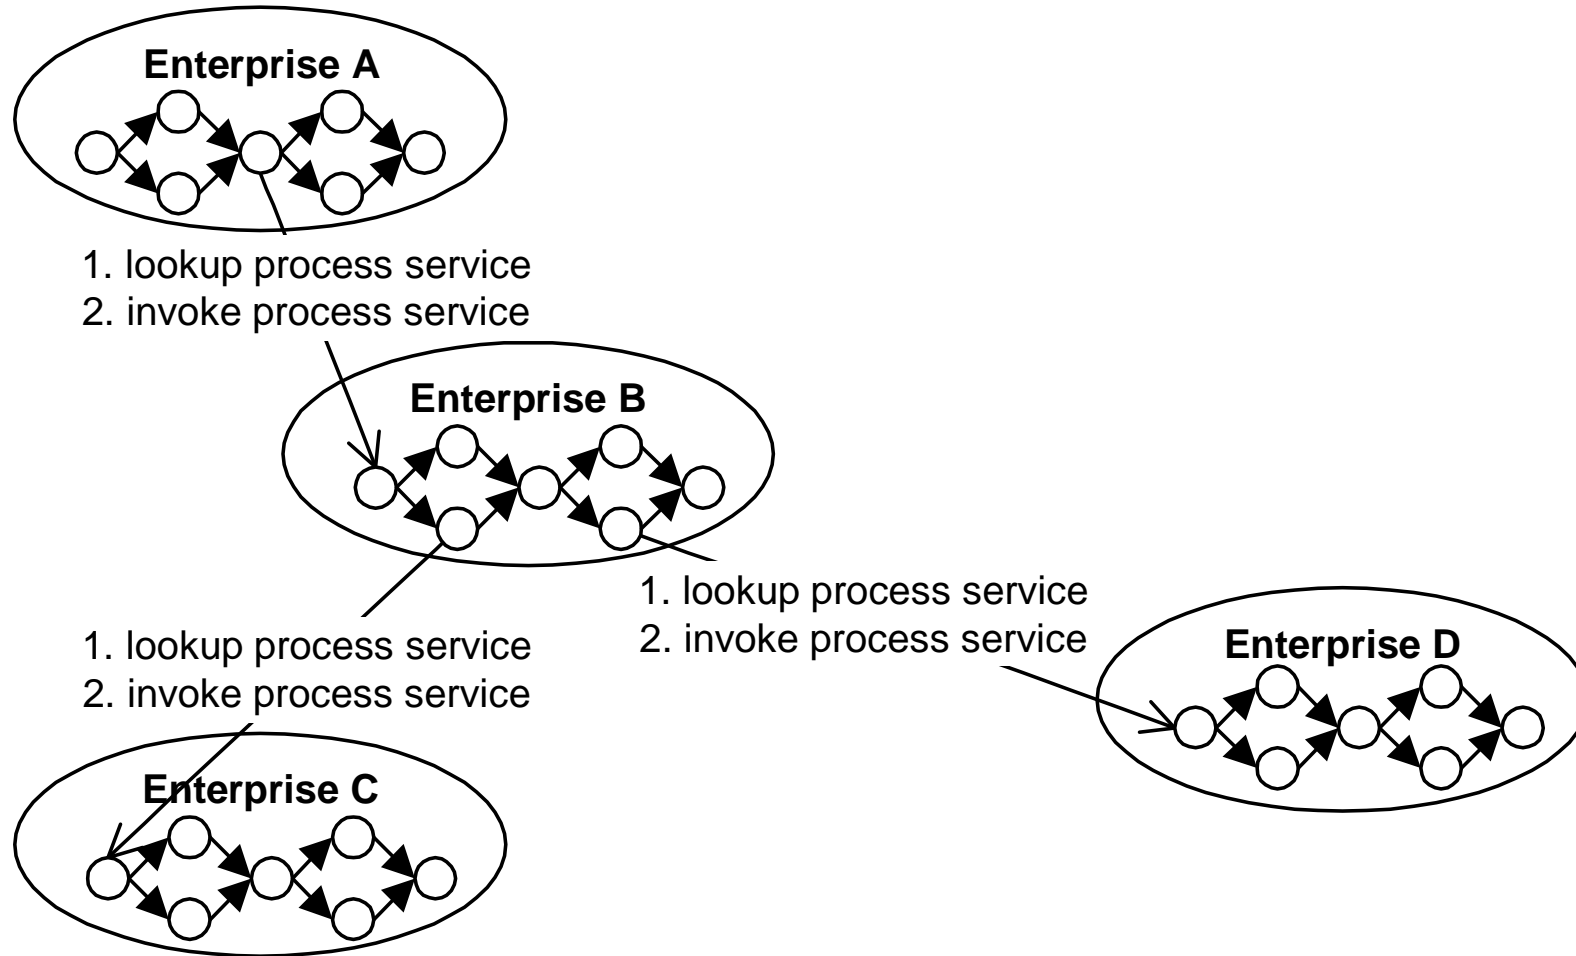 Enterprise A
1. lookup process service
2. invoke process service
Enterprise B
1. lookup process service
2. invoke process service
Enterprise D
1. lookup process service
2. invoke process service
Enterprise C